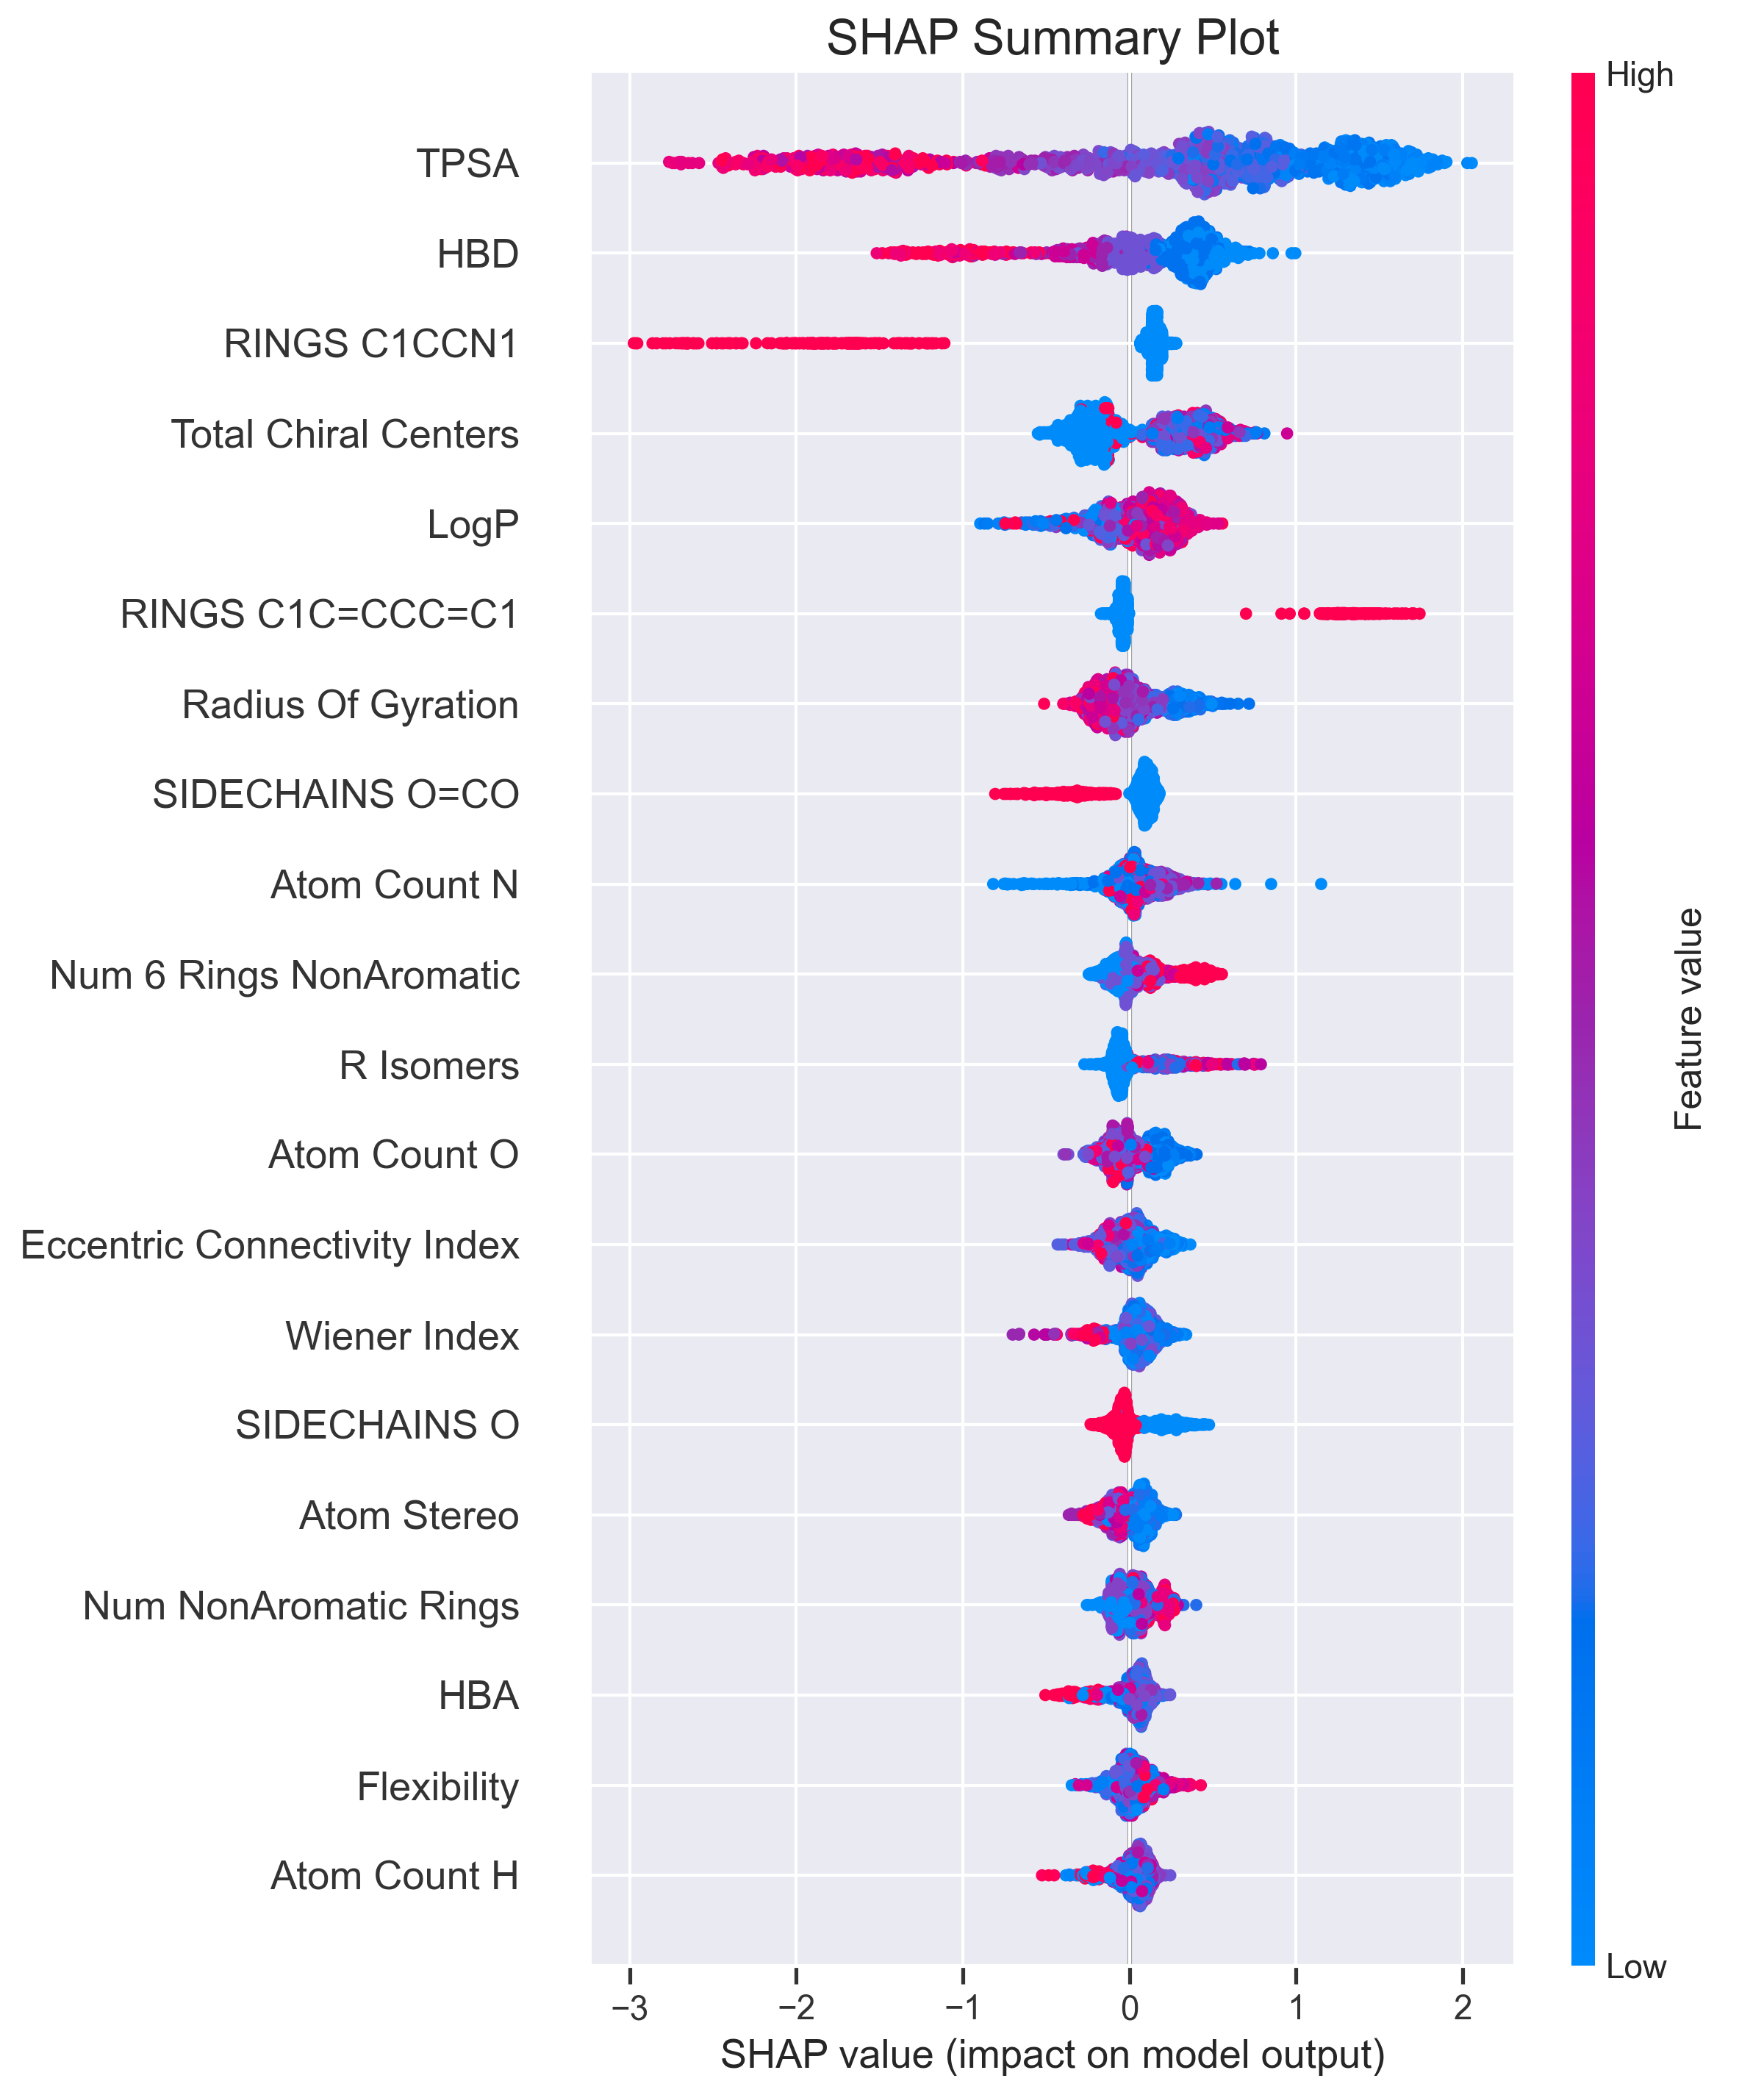 SHAP Summary Plot
High
TPSA
HBD
RINGS C1CCN1
Total Chiral Centers
LogP
RINGS C1C=CCC=C1
Radius Of Gyration
SIDECHAINS O=CO
Atom Count N
Num 6 Rings NonAromatic
R Isomers
Atom Count O
Eccentric Connectivity Index
Wiener Index
SIDECHAINS O
Atom Stereo
Num NonAromatic Rings
HBA
Flexibility
Atom Count H
Feature value
Low
−3 −2 −1 0 1 2
SHAP value (impact on model output)